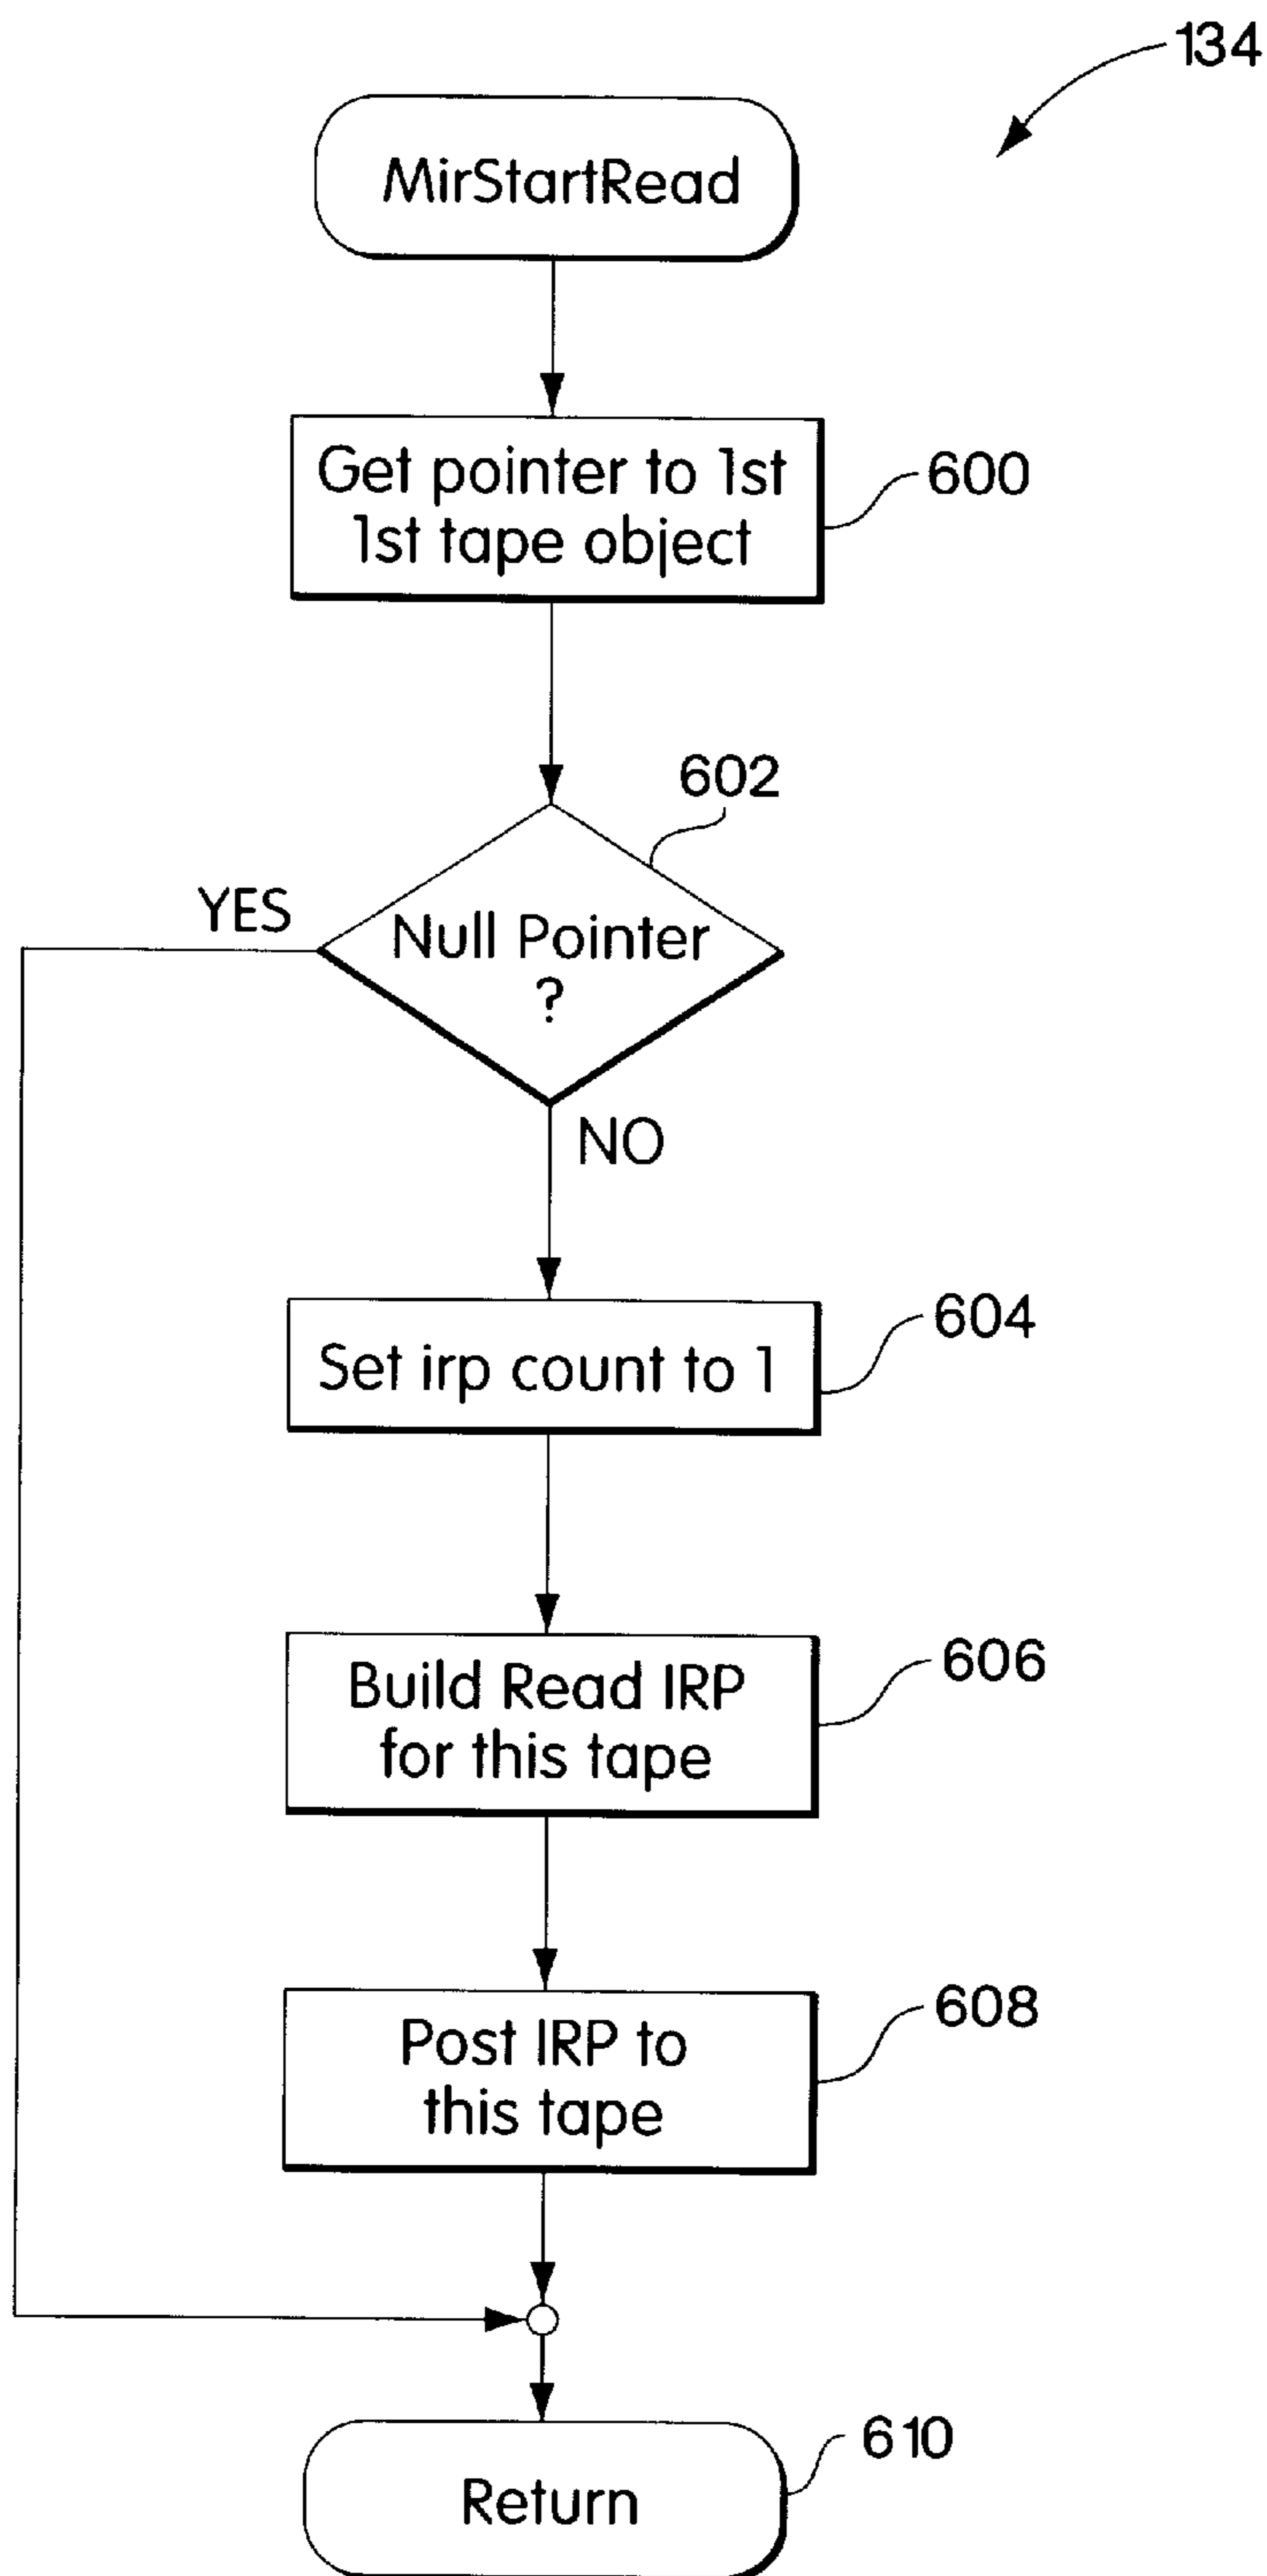 134
MirStartRead
Get pointer to 1st
1st tape object
600
602
YES
Null Pointer
?
NO
604
Set irp count to 1
606
Build Read IRP
for this tape
608
Post IRP to
this tape
610
Return